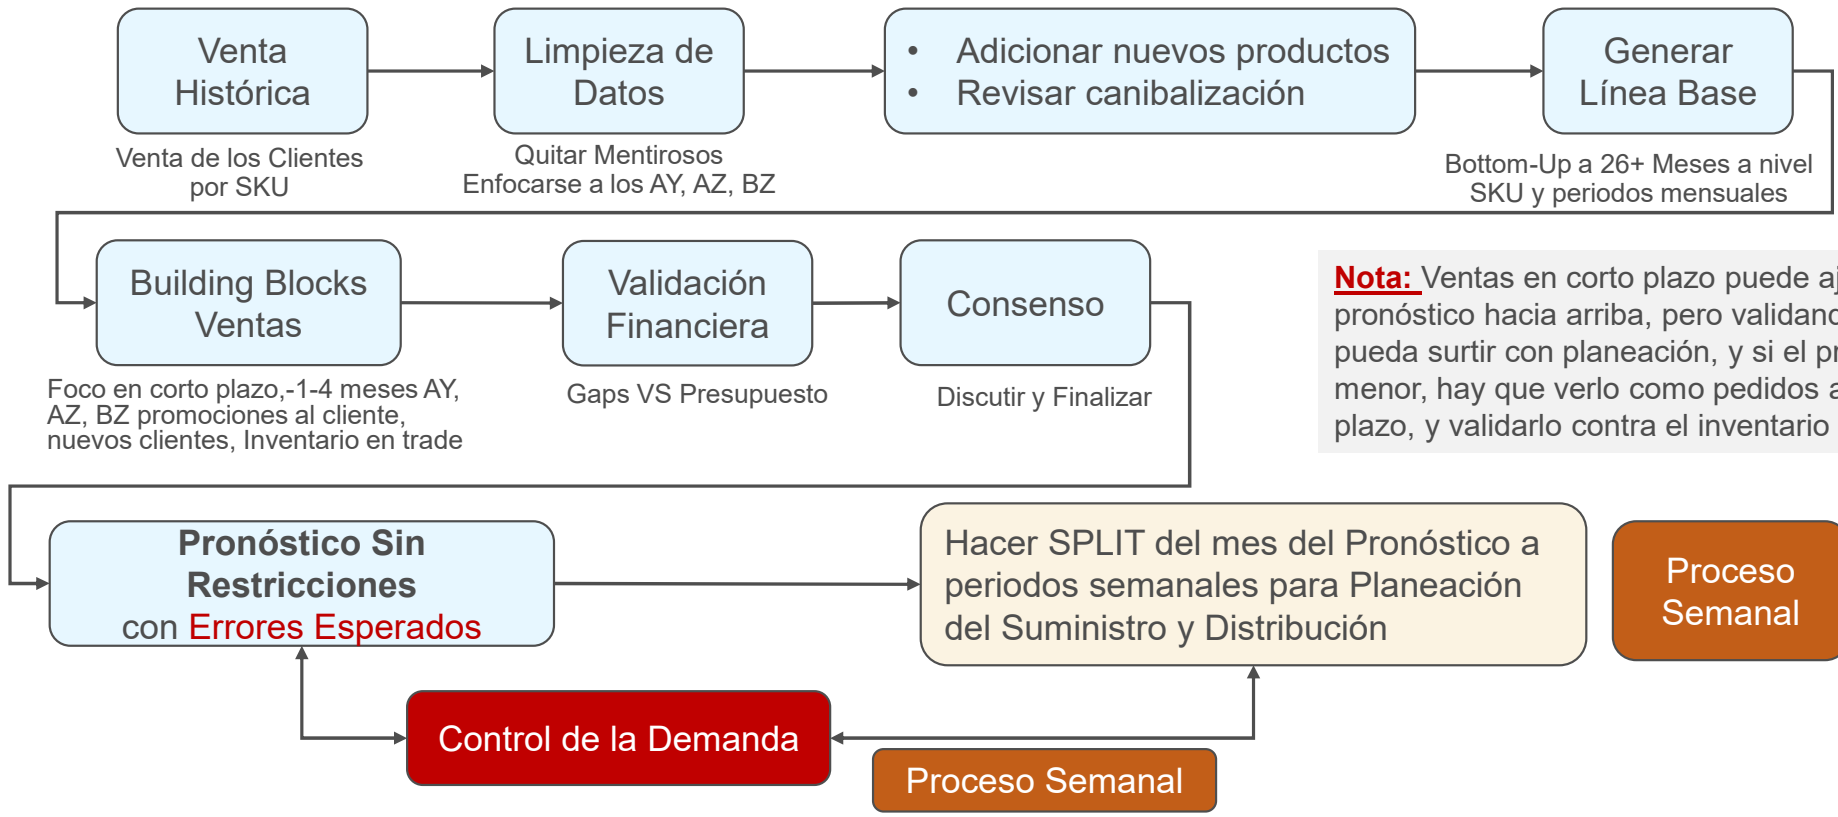 Venta
Histórica
Limpieza de
Datos
• Adicionar nuevos productos
• Revisar canibalización
Generar
Línea Base
Venta de los Clientes
por SKU
Quitar Mentirosos
Enfocarse a los AY, AZ, BZ
Bottom-Up a 26+ Meses a nivel
SKU y periodos mensuales
Building Blocks
Ventas
Validación
Financiera
Consenso
Foco en corto plazo,-1-4 meses AY,
AZ, BZ promociones al cliente,
nuevos clientes, Inventario en trade
Gaps VS Presupuesto
Discutir y Finalizar
Nota: Ventas en corto plazo puede
pronóstico hacia arriba, pero
pueda surtir con planeación, y si el
menor, hay que verlo como pedidos
plazo, y validarlo contra el inventario
Pronóstico Sin
Restricciones
con Errores Esperados
Hacer SPLIT del mes del Pronóstico a
periodos semanales para Planeación
del Suministro y Distribución
Proceso
Semanal
Control de la Demanda
Proceso Semanal